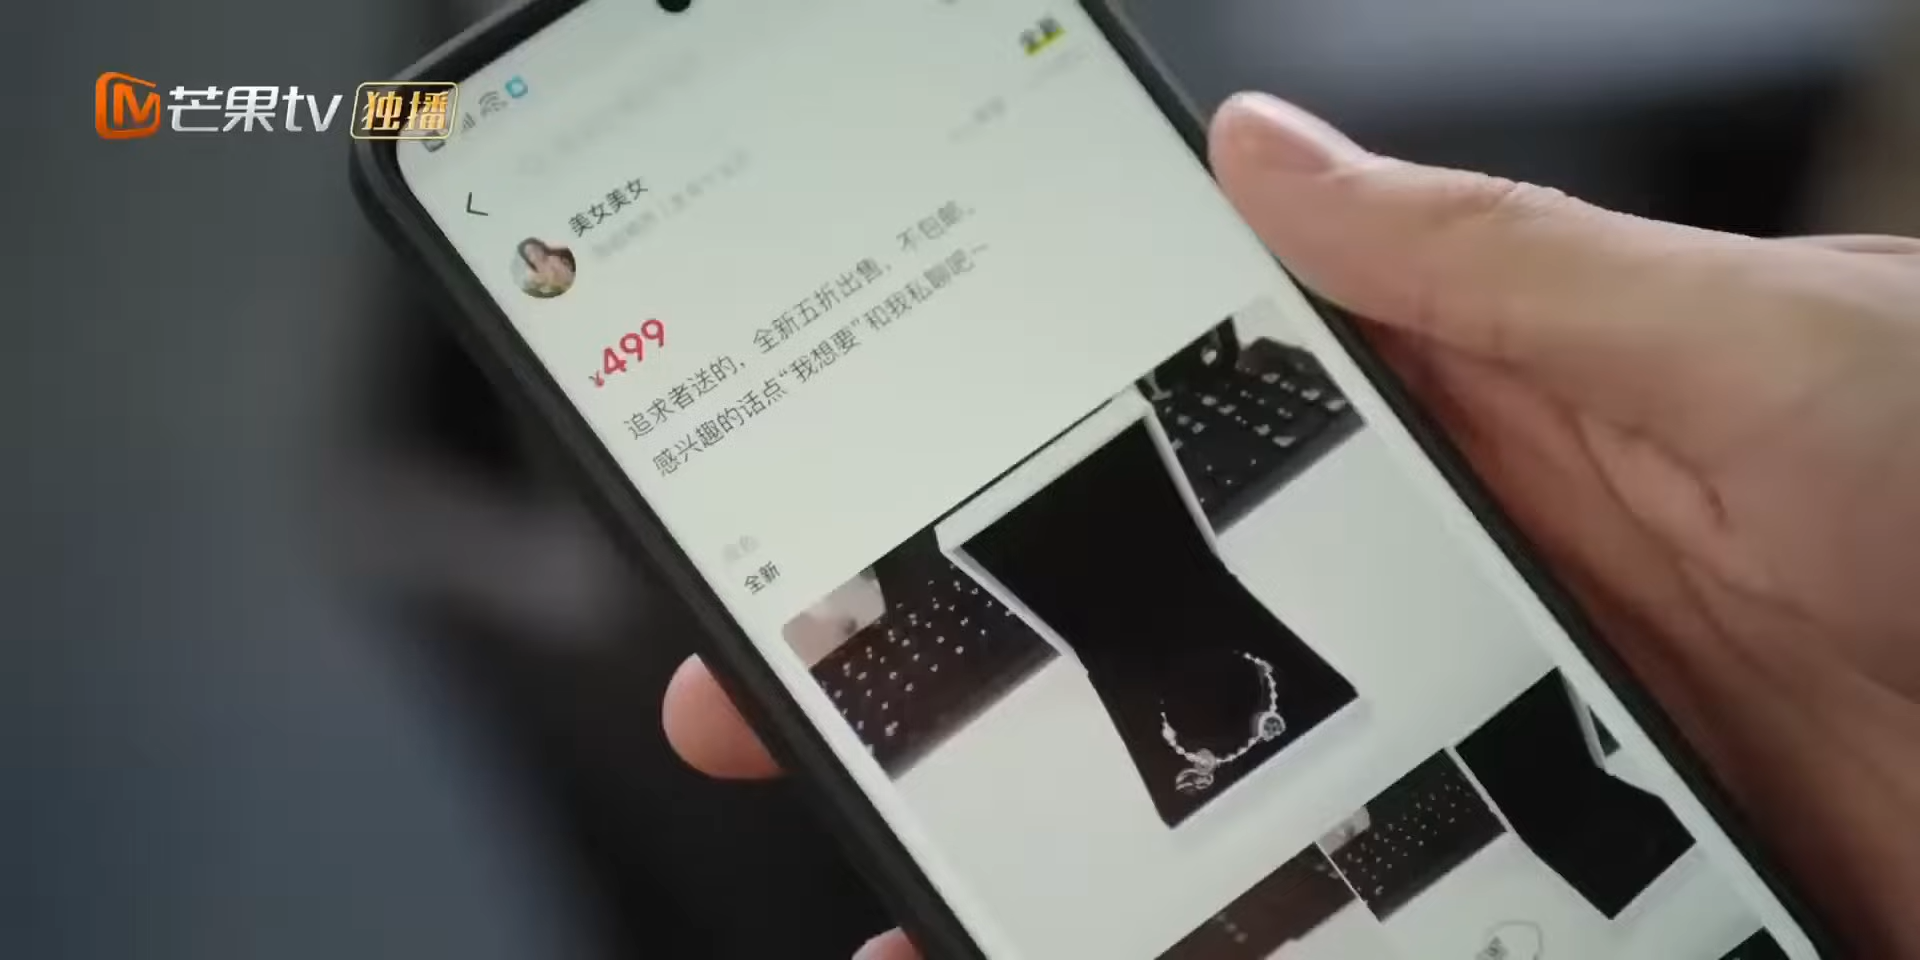 芒果tv 独播
美女美女
¥499
追求者送的，全新五折出售，不包邮。
感兴趣的话点“我想要”和我私聊吧～
全新